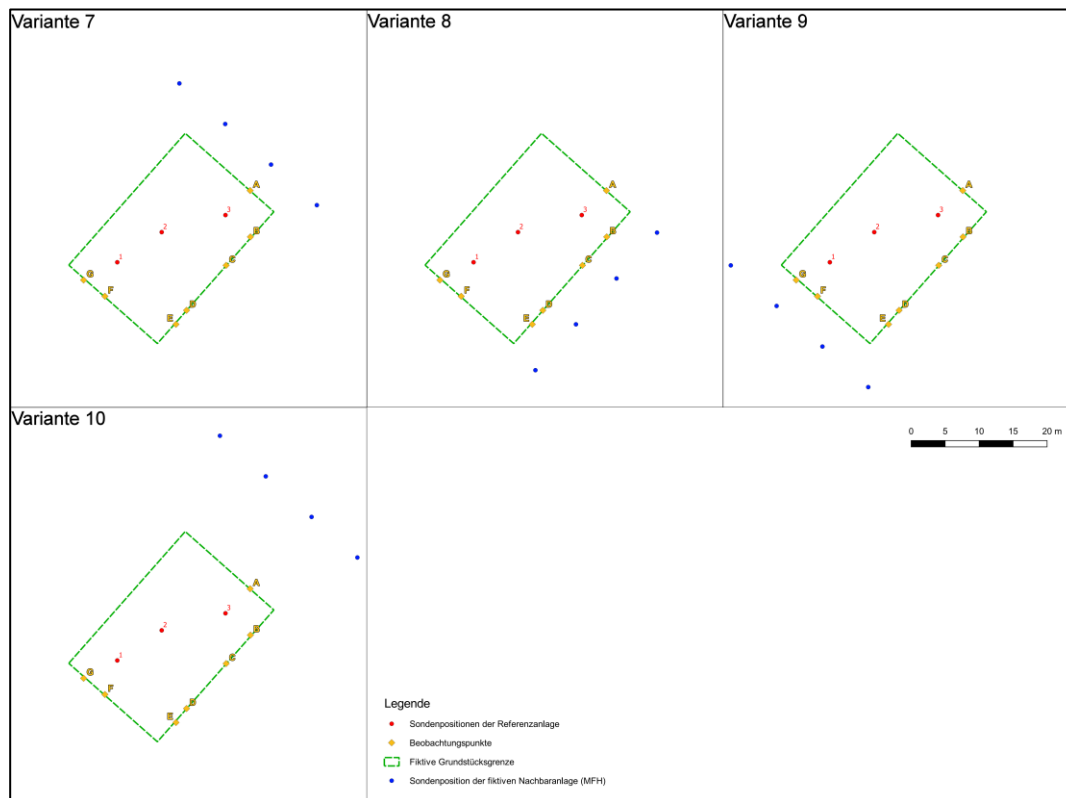 Variante 7
A
3
2
B
1
C
G
F
D
E
Variante 8
A
3
2
B
1
C
G
F
D
E
Variante 9
A
3
2
B
1
C
G
F
D
E
Variante 10
A
3
2
B
1
C
G
F
D
E
0 5 10 15 20 m
Legende
Sondenpositionen der Referenzanlage
Beobachtungspunkte
Fiktive Grundstücksgrenze
Sondenposition der fiktiven Nachbaranlage (MFH)